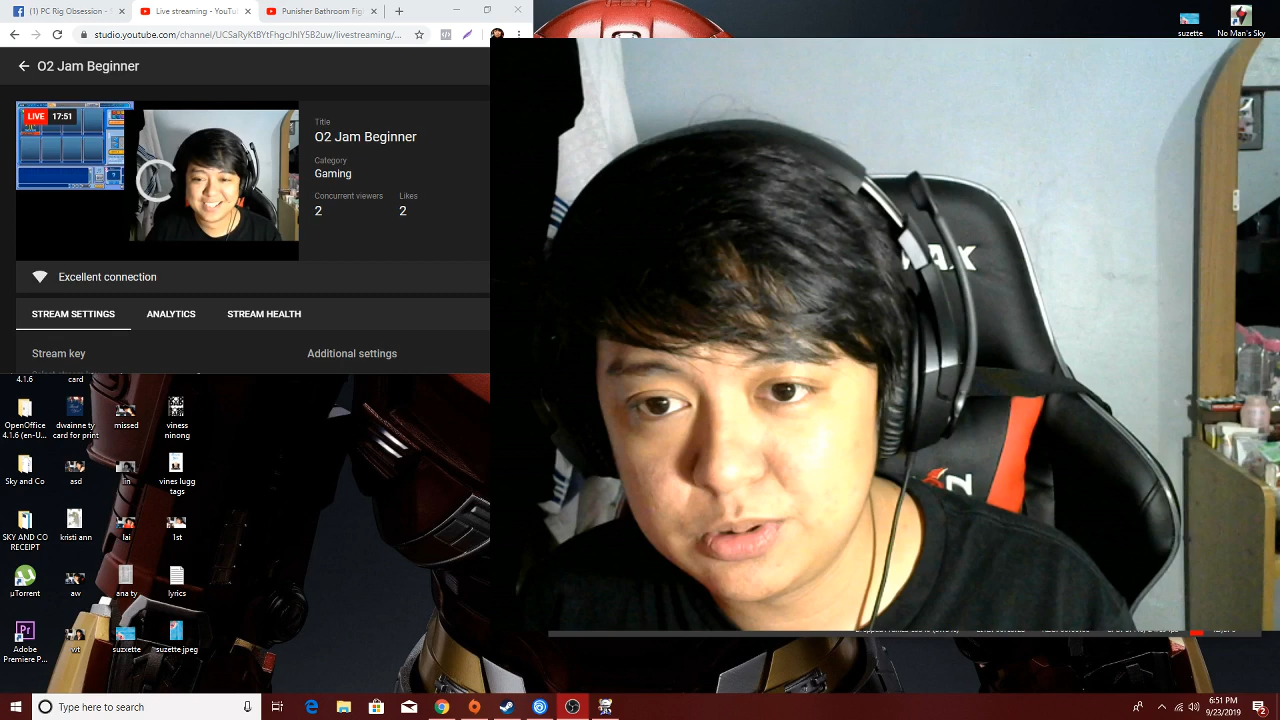 (1) PC Rig Obsession - S
Live streaming - YouTu
Punisher Bathroom Fig
studio.youtube.com/channel/UCSaRyKtBYtFhgcJhIY5B2uw/livestreaming/...
O2 Jam Beginner
LIVE 17:51
Title
O2 Jam Beginner
Category
Gaming
Concurrent viewers Likes
2 2
Excellent connection
STREAM SETTINGS ANALYTICS STREAM HEALTH
Stream key Additional settings
suzette No Man's Sky
4.1.6 card
OpenOffice 4.1.6 (en-U...
dwainne ty card for print
missed
vines ninong
Sky and Co
asd
lin
vines lugg tags
SKY AND CO RECEIPT
kristi ann
lai
1st
µTorrent
aw
ana ty
lyrics
Pr
Adobe Premiere P...
vt
suzette
suzette jpeg
Type here to search
6:51 PM
9/23/2019
2